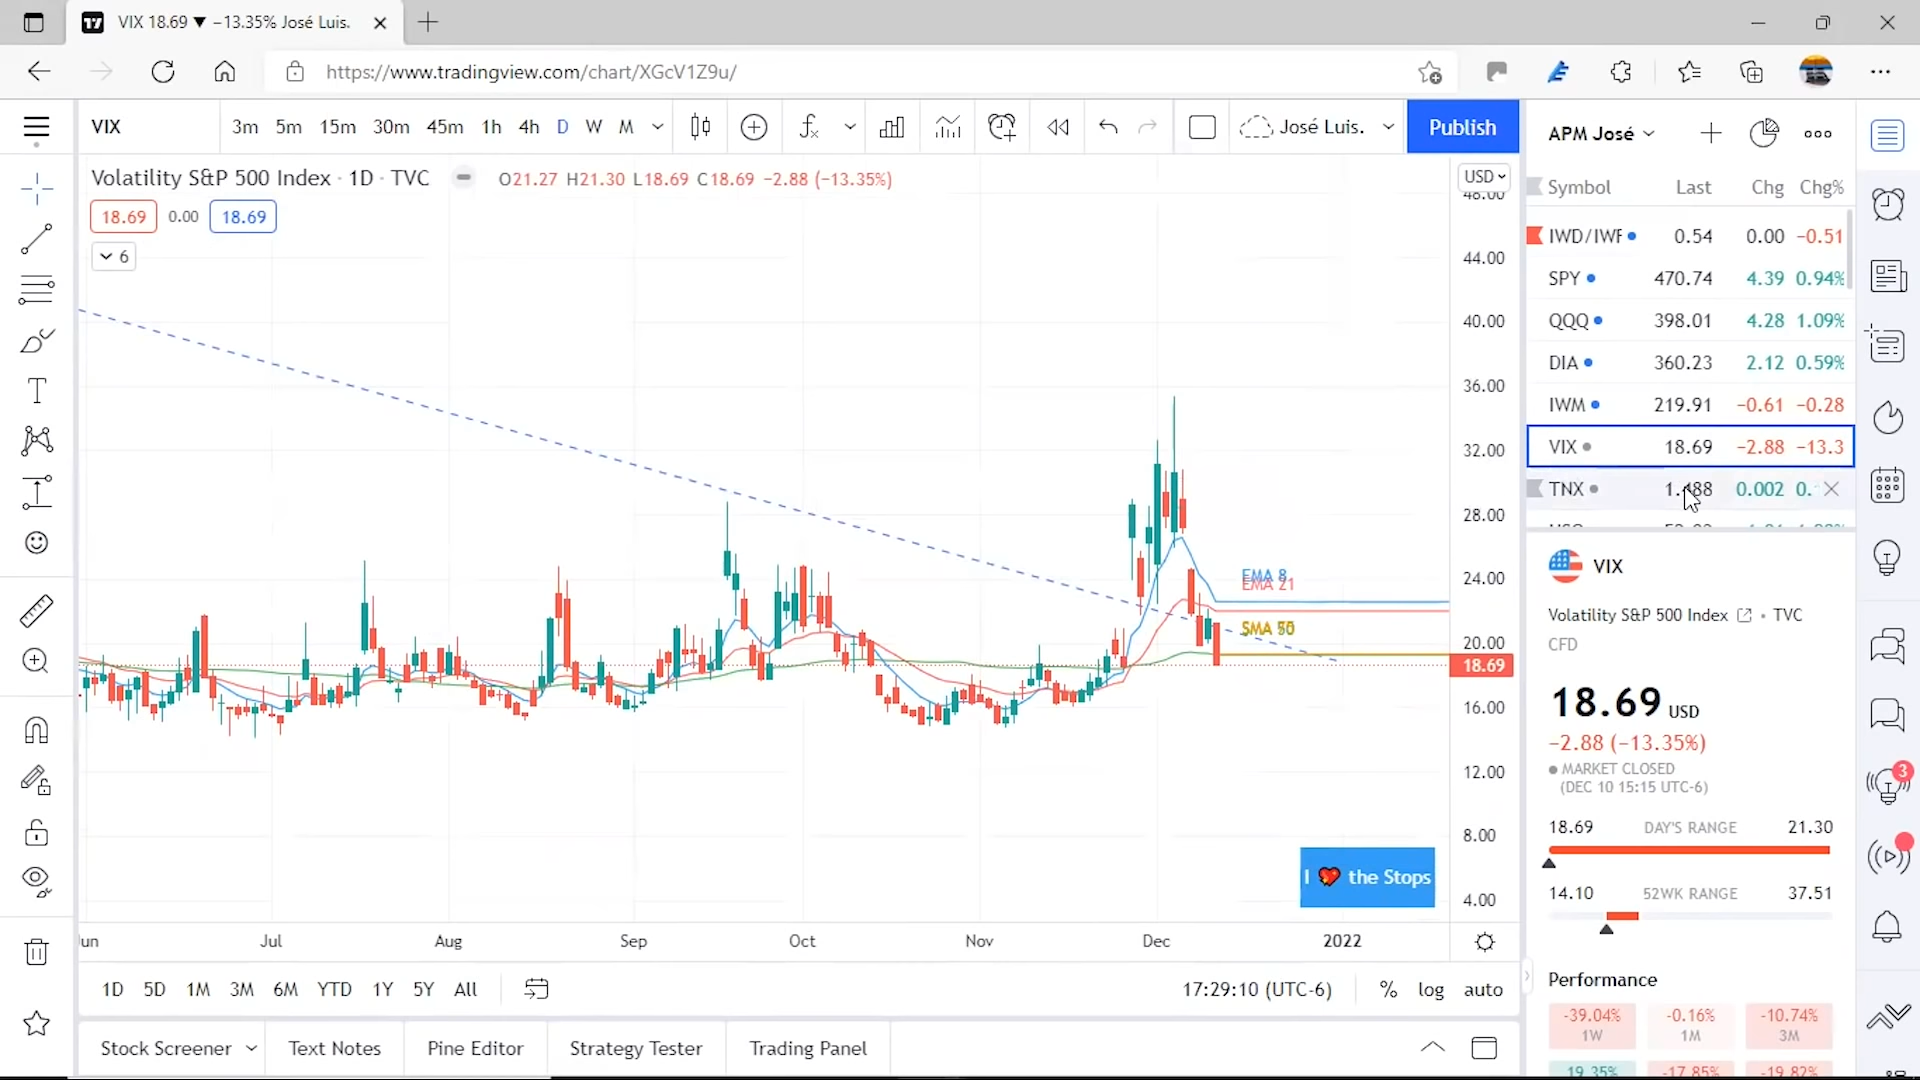 VIX 18.69 ▼ −13.35% José Luis.
https://www.tradingview.com/chart/XGcV1Z9u/
VIX 3m 5m 15m 30m 45m 1h 4h D W M José Luis. Publish
Volatility S&P 500 Index · 1D · TVC O21.27 H21.30 L18.69 C18.69 −2.88 (−13.35%)
18.69 0.00 18.69
6
USD
48.00
44.00
40.00
36.00
32.00
28.00
24.00
20.00
18.69
16.00
12.00
8.00
4.00
EMA 8
EMA 21
SMA
I ❤ the Stops
Jul Aug Sep Oct Nov Dec 2022
1D 5D 1M 3M 6M YTD 1Y 5Y All 17:29:10 (UTC-6) % log auto
Stock Screener Text Notes Pine Editor Strategy Tester Trading Panel
APM José
Symbol Last Chg Chg%
IWD/IWF 0.54 0.00 −0.51
SPY 470.74 4.39 0.94%
QQQ 398.01 4.28 1.09%
DIA 360.23 2.12 0.59%
IWM 219.91 −0.61 −0.28
VIX 18.69 −2.88 −13.3
TNX 1.488 0.002 0.
VIX
Volatility S&P 500 Index · TVC
CFD
18.69 USD
−2.88 (−13.35%)
MARKET CLOSED
(DEC 10 15:15 UTC-6)
18.69 DAY'S RANGE 21.30
14.10 52WK RANGE 37.51
Performance
-39.04% -0.16% -10.74%
1W 1M 3M
19.35% -17.85% -19.82%
3